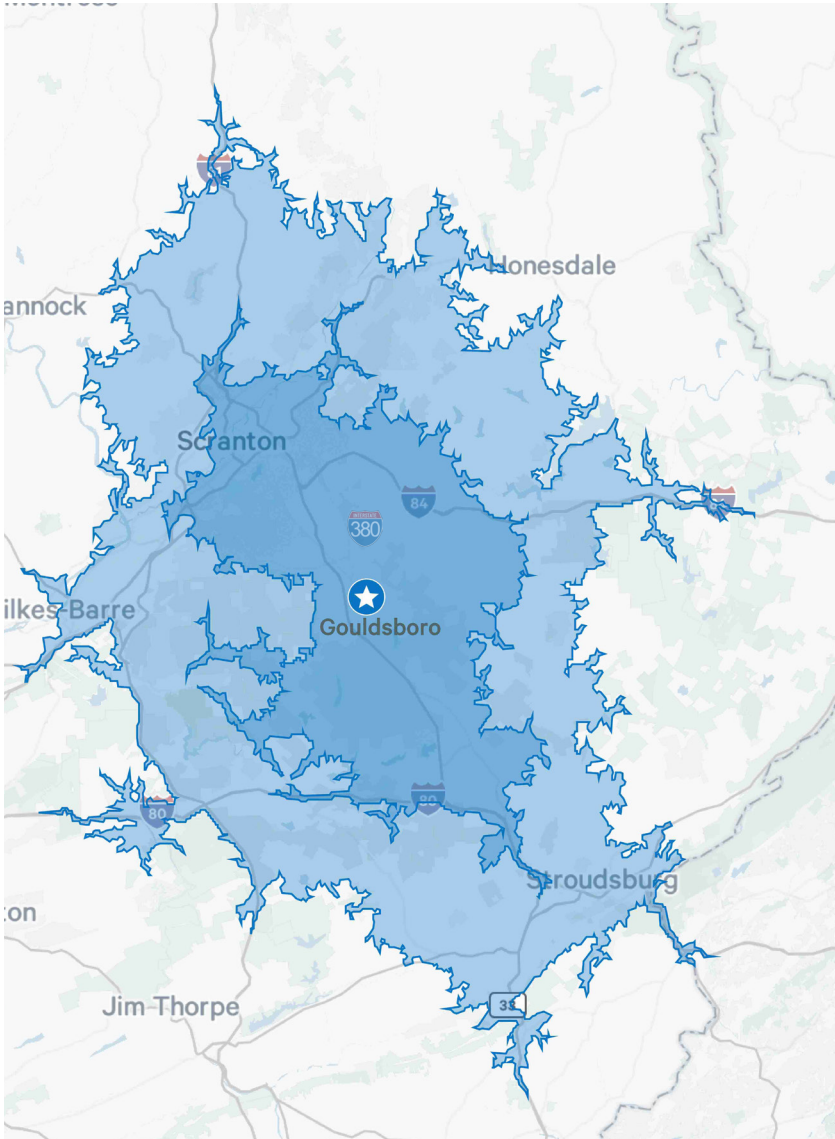 Honesdale
annock
Scranton
84
380
ilkes-Barre
Gouldsboro
80
80
Stroudsburg
ton
33
Jim Thorpe